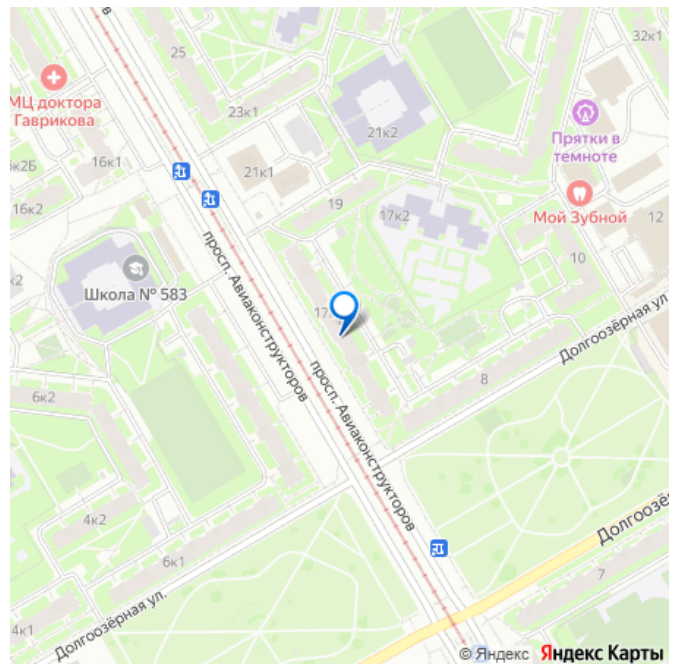 25
32к1
МЦ доктора
Гаврикова
23к1
21к2
Прятки в
темноте
16к1
21к1
16к2
19
17к2
Мой Зубной
12
10
Школа № 583
просп. Авиаконструкторов
Долгоозёрная ул.
просп. Авиаконструкторов
8
6к2
4к2
6к1
7
4к1
Долгоозёрная ул.
© Яндекс Яндекс Карты